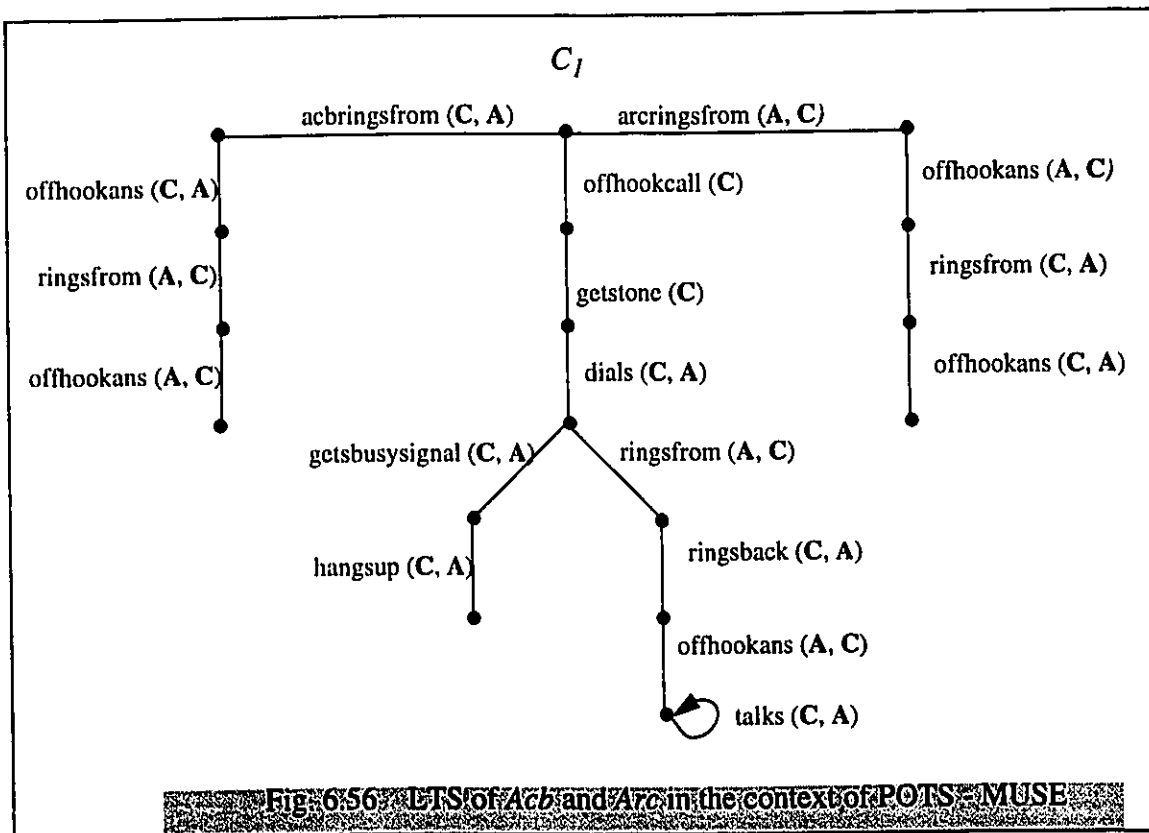 C1
acbringsfrom (C, A)
arcringsfrom (A, C)
offhookans (C, A)
offhookcall (C)
offhookans (A, C)
ringsfrom (A, C)
getstone (C)
ringsfrom (C, A)
offhookans (A, C)
dials (C, A)
offhookans (C, A)
getsbusysignal (C, A)
ringsfrom (A, C)
hangsup (C, A)
ringsback (C, A)
offhookans (A, C)
talks (C, A)
Fig. 6.56. LTS of Acb and Arc in the context of POTS - MUSE